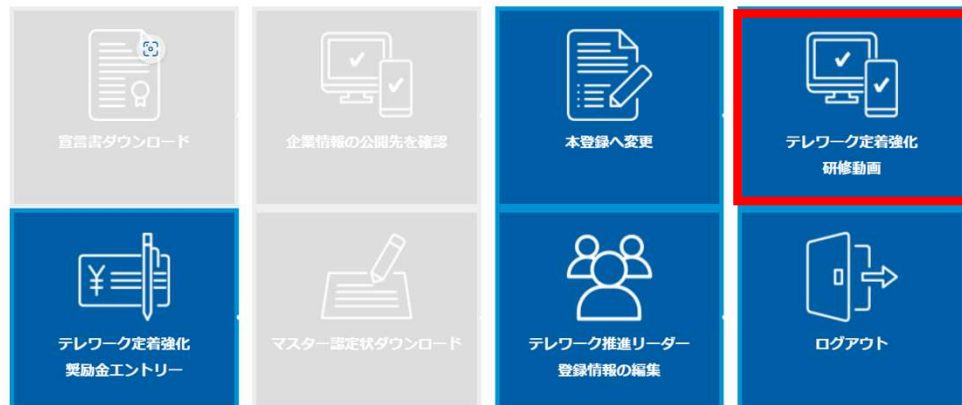 宣言書ダウンロード
企業情報の公開先を確認
本登録へ変更
テレワーク定着強化
研修動画
テレワーク定着強化
奨励金エントリー
マスター認定状ダウンロード
テレワーク推進リーダー
登録情報の編集
ログアウト